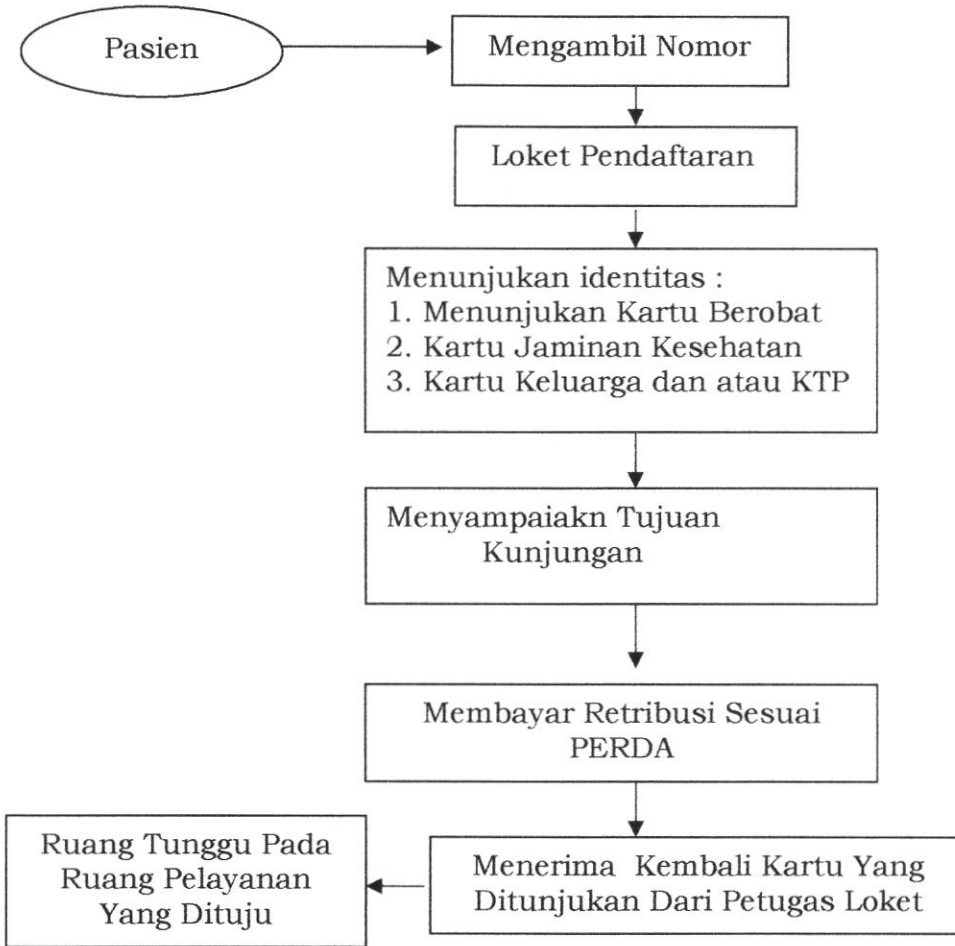 Pasien
Mengambil Nomor
Loket Pendaftaran
Menunjukan identitas :
1. Menunjukan Kartu Berobat
2. Kartu Jaminan Kesehatan
3. Kartu Keluarga dan atau KTP
Menyampaiakn Tujuan
Kunjungan
Membayar Retribusi Sesuai
PERDA
Menerima Kembali Kartu Yang
Ditunjukan Dari Petugas Loket
Ruang Tunggu Pada
Ruang Pelayanan
Yang Dituju